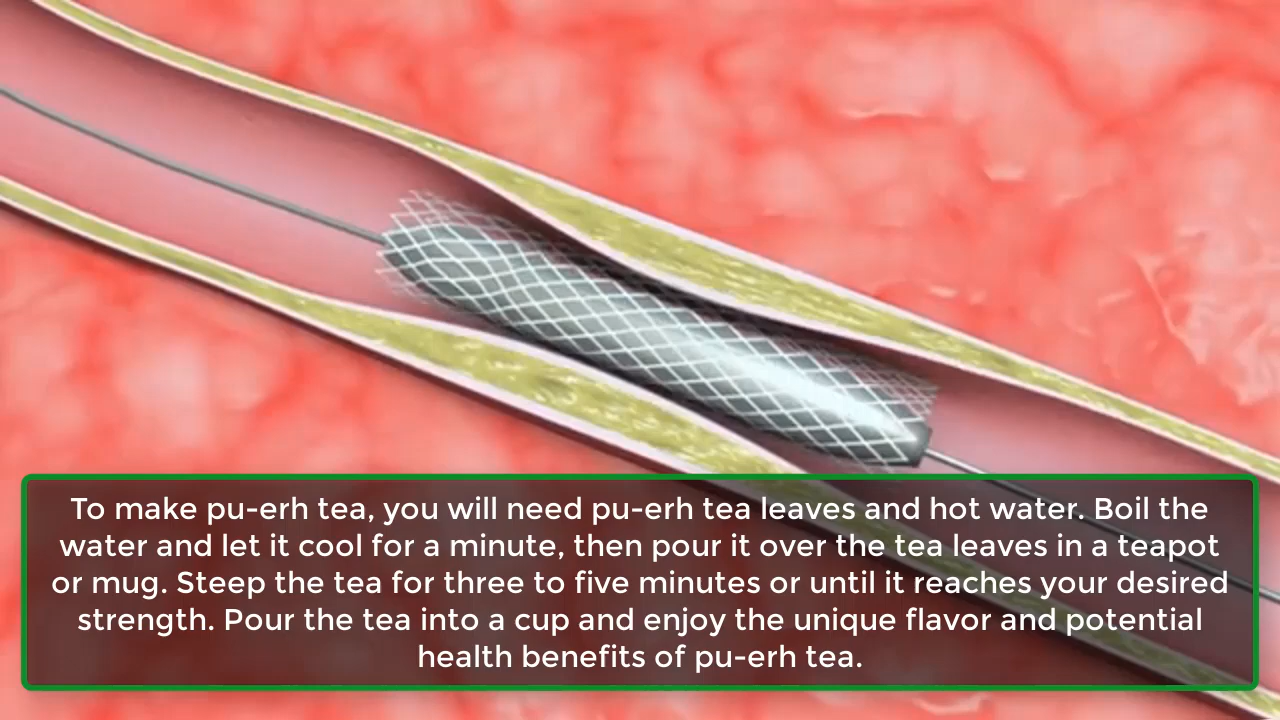 To make pu-erh tea, you will need pu-erh tea leaves and hot water. Boil the
water and let it cool for a minute, then pour it over the tea leaves in a teapot
or mug. Steep the tea for three to five minutes or until it reaches your desired
strength. Pour the tea into a cup and enjoy the unique flavor and potential
health benefits of pu-erh tea.